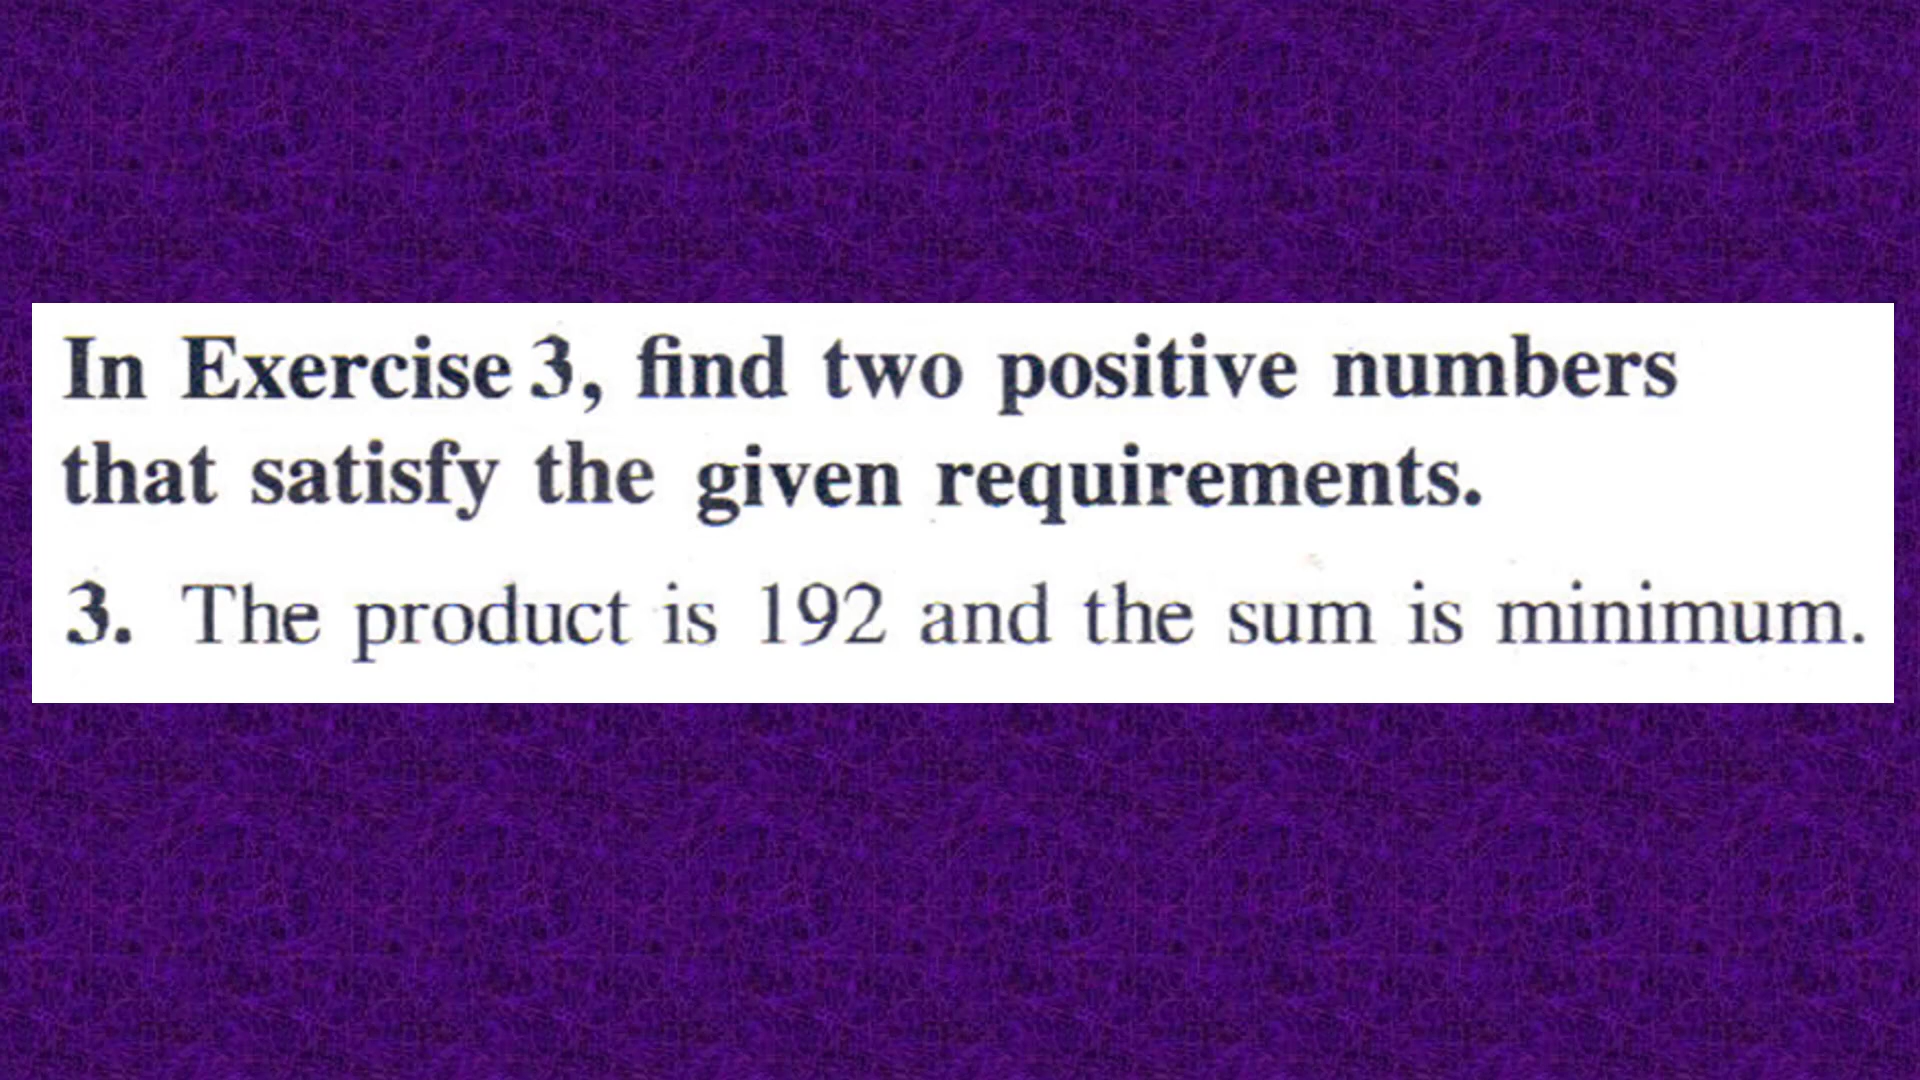 In Exercise 3, find two positive numbers
that satisfy the given requirements.
3. The product is 192 and the sum is minimum.